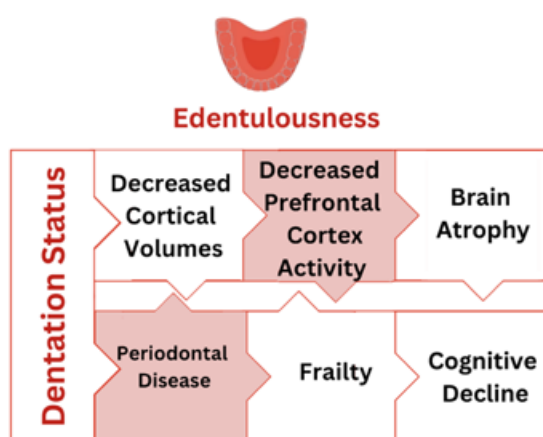 Edentulousness
Dentation Status
Decreased
Cortical
Volumes
Decreased
Prefrontal
Cortex
Activity
Brain
Atrophy
Periodontal
Disease
Frailty
Cognitive
Decline